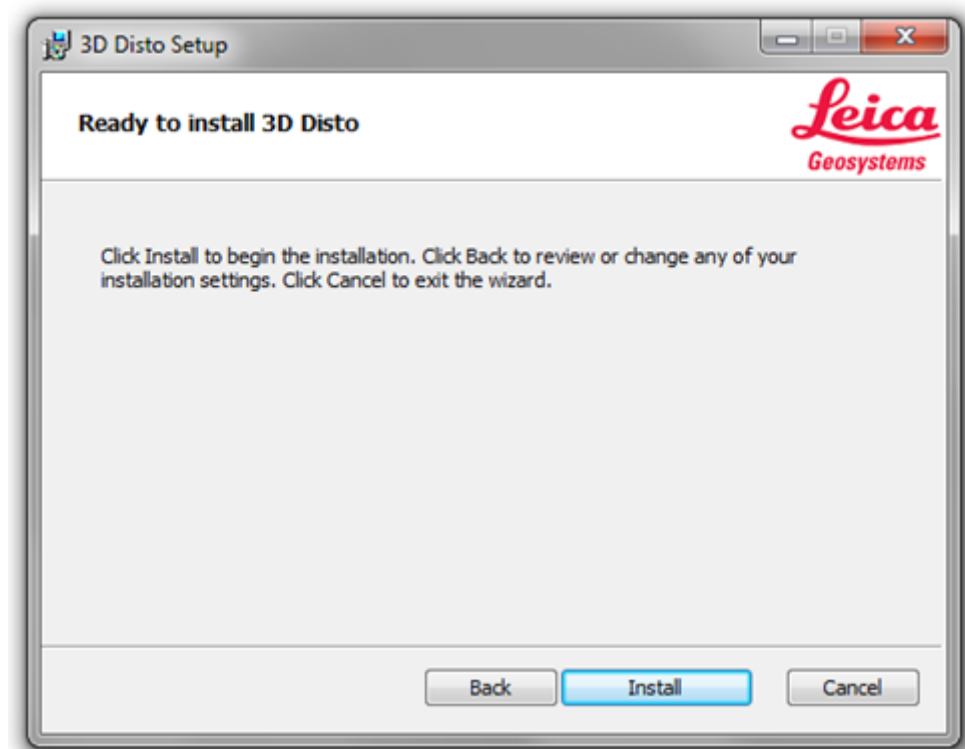 3D Disto Setup
Ready to install 3D Disto
Leica
Geosystems
Click Install to begin the installation. Click Back to review or change any of your
installation settings. Click Cancel to exit the wizard.
Back
Install
Cancel